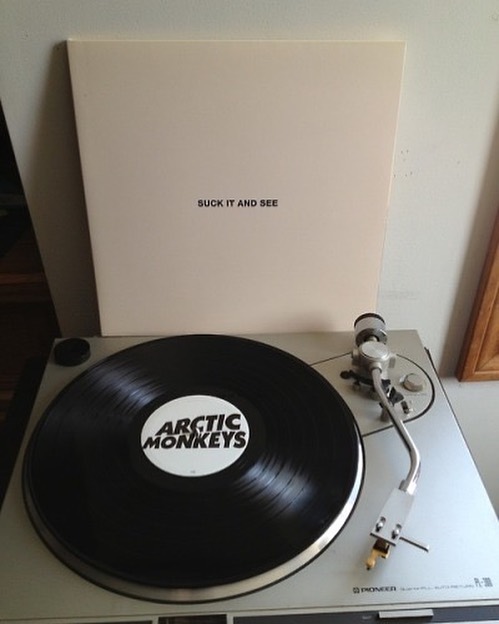 SUCK IT AND SEE
ARCTIC
MONKEYS
PIONEER